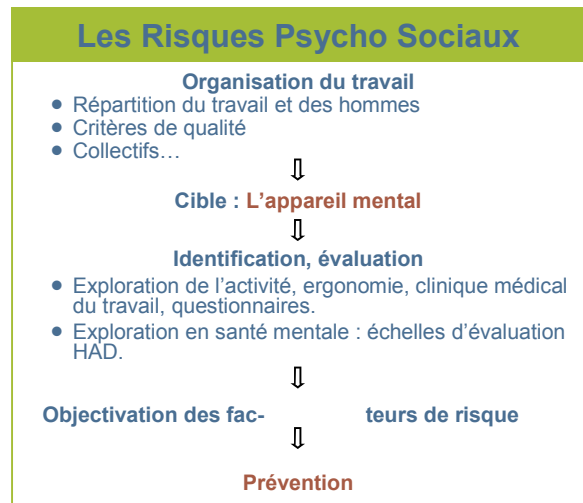 Les Risques Psycho Sociaux
Organisation du travail
• Répartition du travail et des hommes
• Critères de qualité
• Collectifs…
⇩
Cible : L'appareil mental
⇩
Identification, évaluation
• Exploration de l'activité, ergonomie, clinique médical
du travail, questionnaires.
• Exploration en santé mentale : échelles d'évaluation
HAD.
⇩
Objectivation des fac- teurs de risque
⇩
Prévention